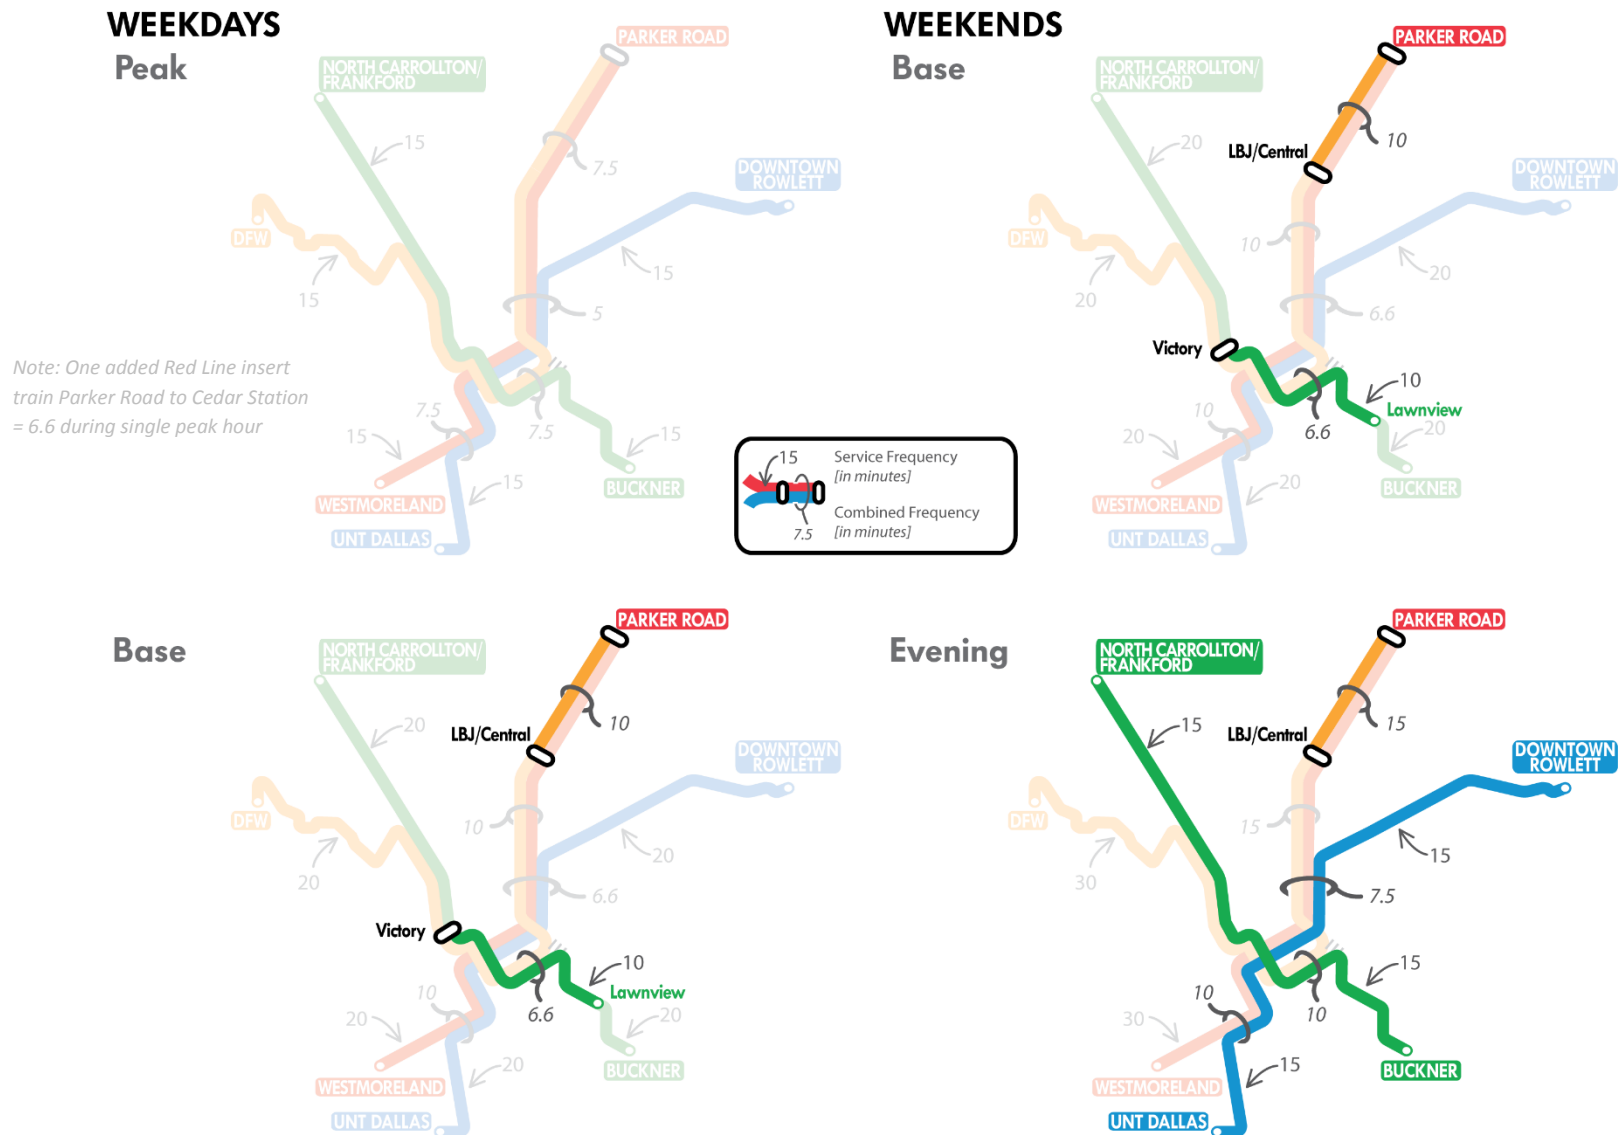 WEEKDAYS
Peak
NORTH CARROLLTON/
FRANKFORD
PARKER ROAD
15
7.5
DOWNTOWN
ROWLETT
DFW
15
15
5
Note: One added Red Line insert
train Parker Road to Cedar Station
= 6.6 during single peak hour
7.5
15
7.5
15
15
WESTMORELAND
BUCKNER
UNT DALLAS
WEEKENDS
Base
NORTH CARROLLTON/
FRANKFORD
PARKER ROAD
20
10
LBJ/Central
DOWNTOWN
ROWLETT
DFW
10
20
20
6.6
Victory
10
Lawnview
10
20
6.6
20
20
WESTMORELAND
BUCKNER
UNT DALLAS
15
Service Frequency
[in minutes]
Combined Frequency
[in minutes]
7.5
Base
NORTH CARROLLTON/
FRANKFORD
PARKER ROAD
20
10
LBJ/Central
DOWNTOWN
ROWLETT
DFW
10
20
20
6.6
Victory
10
Lawnview
10
20
6.6
20
20
WESTMORELAND
BUCKNER
UNT DALLAS
Evening
NORTH CARROLLTON/
FRANKFORD
PARKER ROAD
15
15
LBJ/Central
DOWNTOWN
ROWLETT
DFW
15
30
15
7.5
15
10
10
30
15
WESTMORELAND
BUCKNER
UNT DALLAS